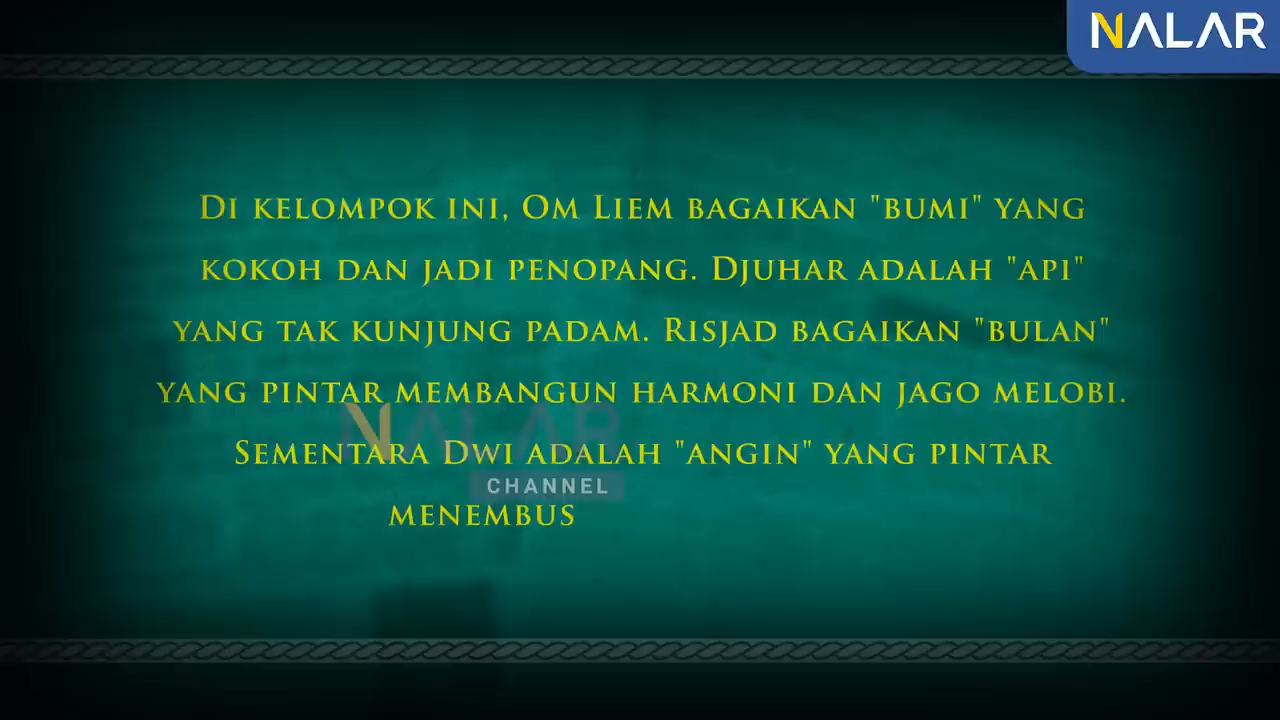 NALAR
Di kelompok ini, Om Liem bagaikan "bumi" yang
kokoh dan jadi penopang. Djuhar adalah "api"
yang tak kunjung padam. Risjad bagaikan "bulan"
yang pintar membangun harmoni dan jago melobi.
Sementara Dwi adalah "angin" yang pintar
menembus
NALAR
CHANNEL